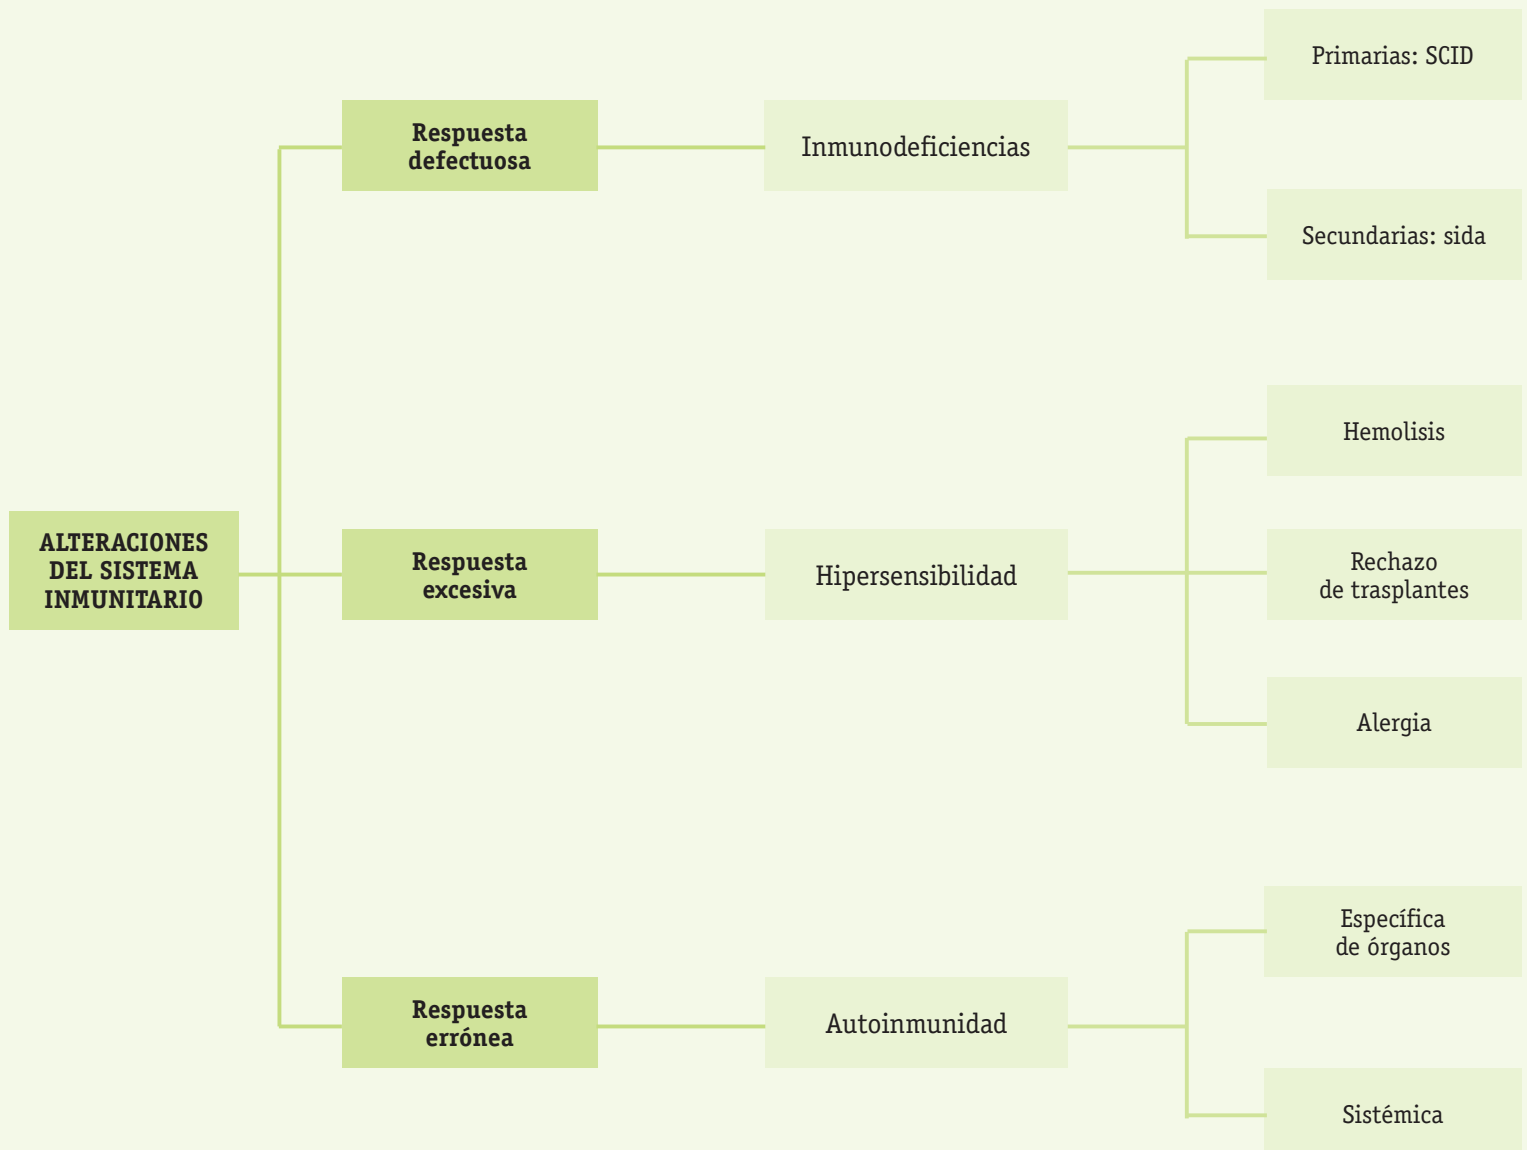 Primarias: SCID
Respuesta
defectuosa
Inmunodeficiencias
Secundarias: sida
Hemolisis
ALTERACIONES
DEL SISTEMA
INMUNITARIO
Respuesta
excesiva
Hipersensibilidad
Rechazo
de trasplantes
Alergia
Específica
de órganos
Respuesta
errónea
Autoinmunidad
Sistémica